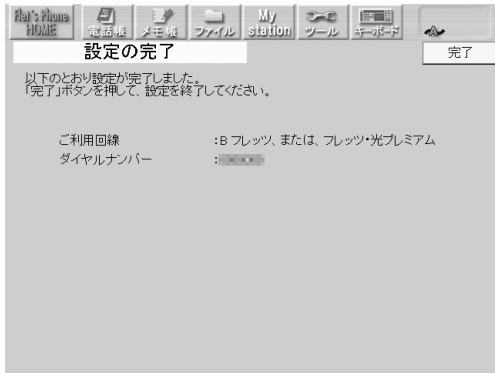 Flet's Phone
HOME
電話帳
メモ帳
ファイル
My
station
ツール
キーボード
A
設定の完了
完了
以下のとおり設定が完了しました。
「完了」ボタンを押して、設定を終了してください。
ご利用回線 :B フレッツ、または、フレッツ・光プレミアム
ダイヤルナンバー :